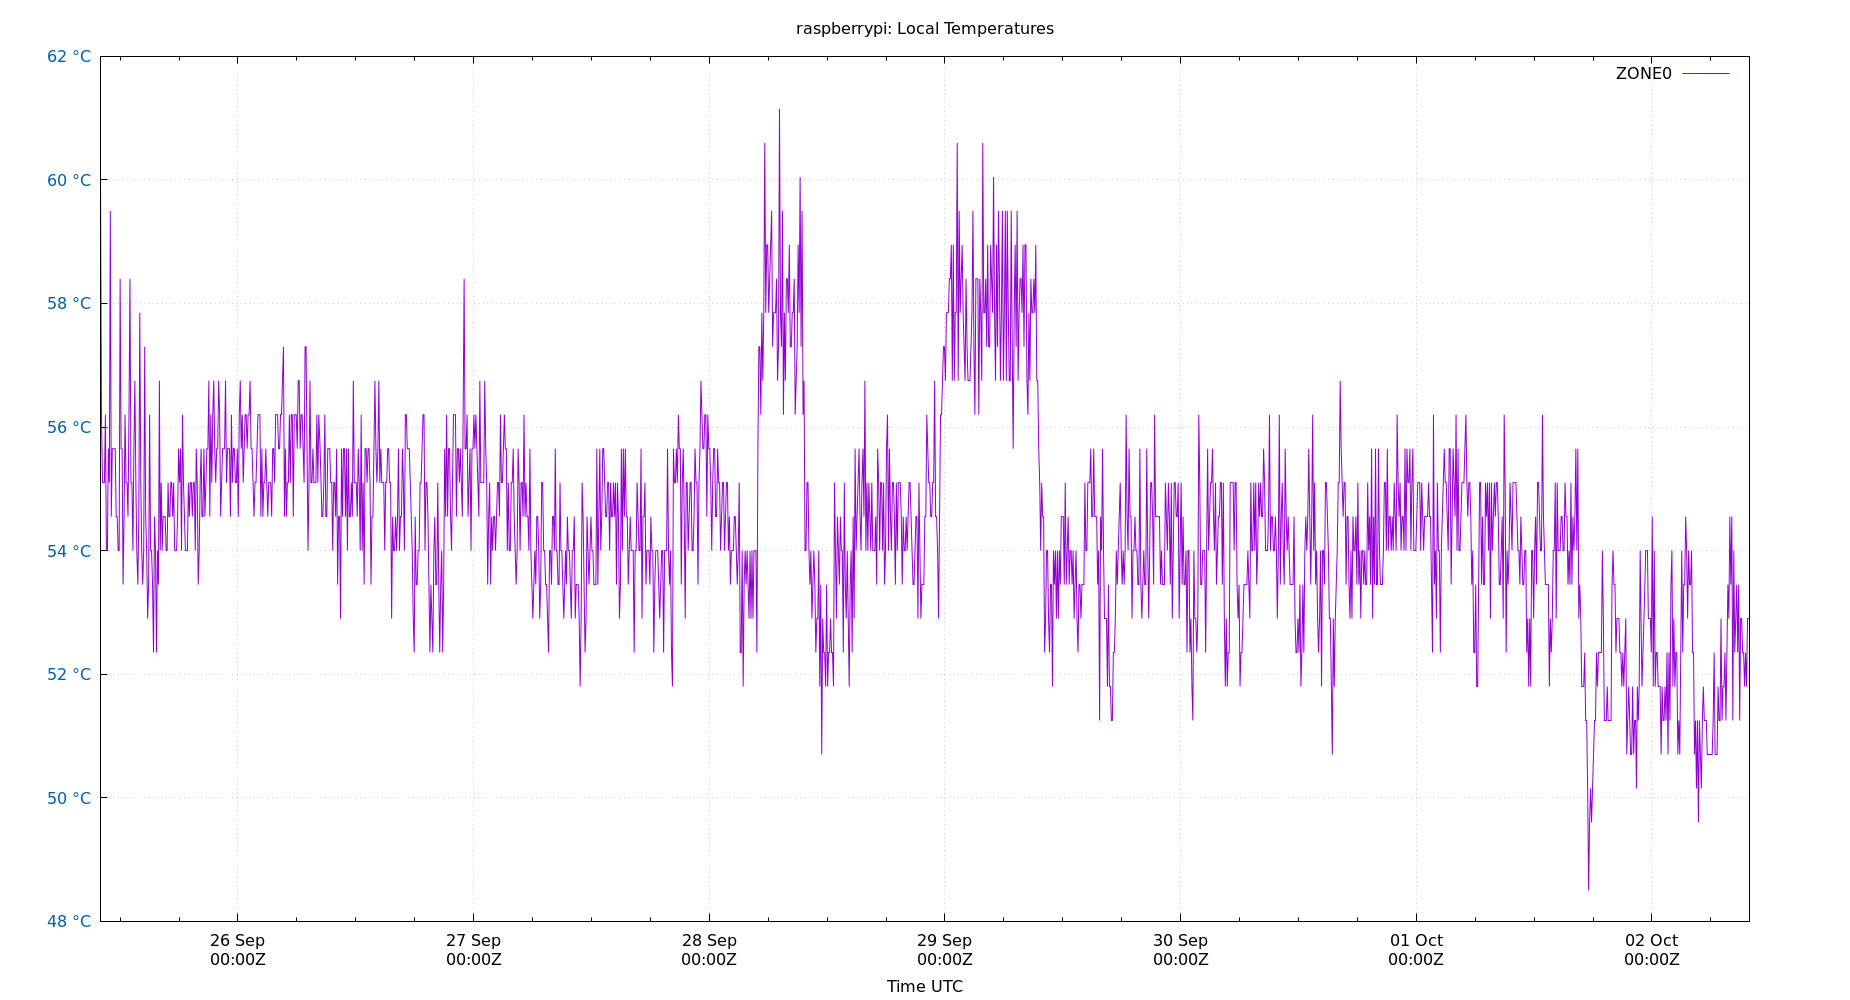 raspberrypi: Local Temperatures
62 °C
ZONE0
60 °C
58 °C
56 °C
54 °C
52 °C
50 °C
48 °C
26 Sep 27 Sep 28 Sep 29 Sep 30 Sep 01 Oct 02 Oct
00:00Z 00:00Z 00:00Z 00:00Z 00:00Z 00:00Z 00:00Z
Time UTC